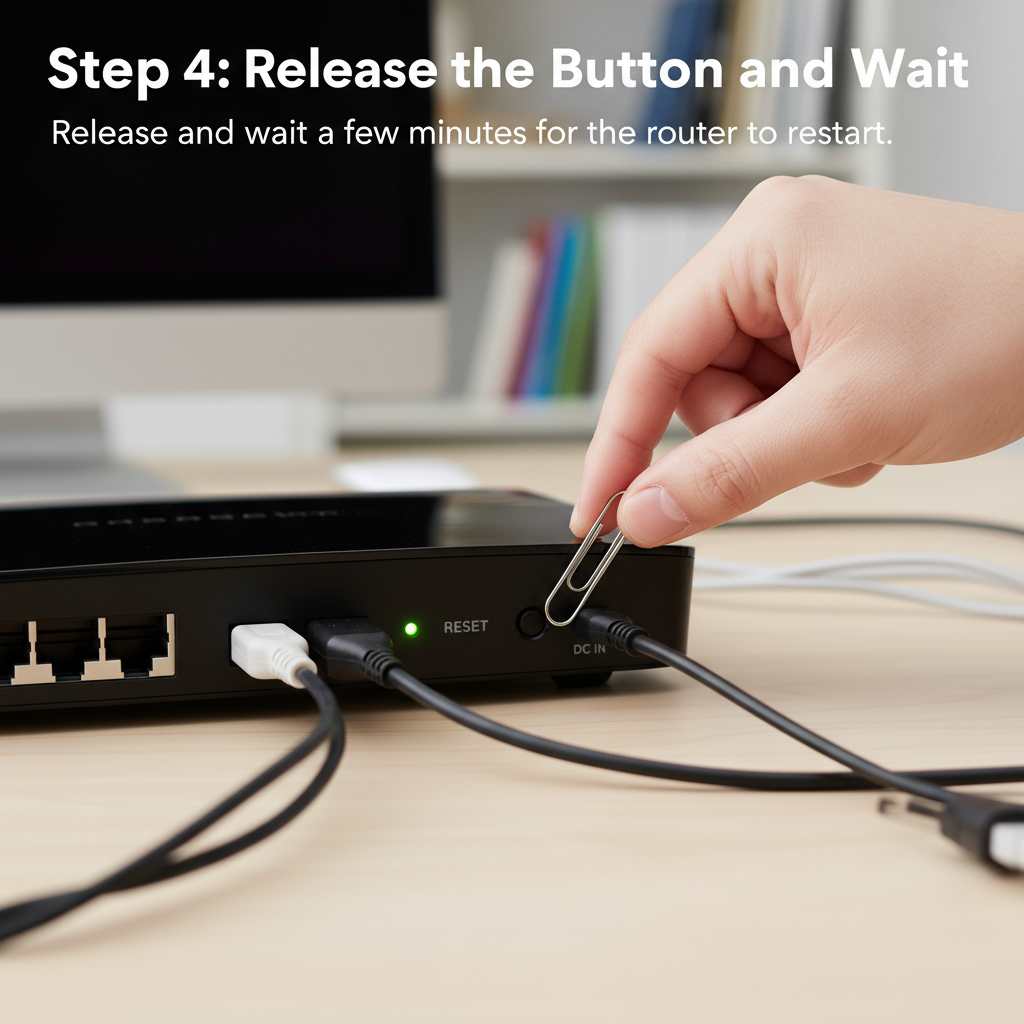 Step 4: Release the Button and Wait
Release and wait a few minutes for the router to restart.
RESET
DC IN